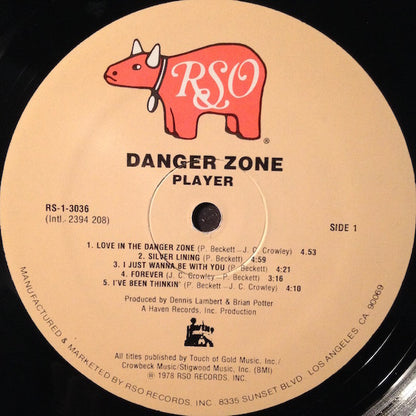 RSO
®
DANGER ZONE
PLAYER
RS-1-3036
(Intl. 2394 208)
SIDE 1
1. LOVE IN THE DANGER ZONE (P. Beckett—J. C. Crowley) 4:53
2. SILVER LINING (P. Beckett) 4:59
3. I JUST WANNA BE WITH YOU (P. Beckett) 4:21
4. FOREVER (J. C. Crowley—P. Beckett) 3:16
5. I'VE BEEN THINKIN' (P. Beckett—J. C. Crowley) 4:18
Produced by Dennis Lambert & Brian Potter
A Haven Records, Inc. Production
All titles published by Touch of Gold Music, Inc./
Crowbeck Music/Stigwood Music, Inc. (BMI)
℗ 1978 RSO RECORDS, INC.
MANUFACTURED & MARKETED BY RSO RECORDS, INC. 8335 SUNSET BLVD. LOS ANGELES, CA 90069